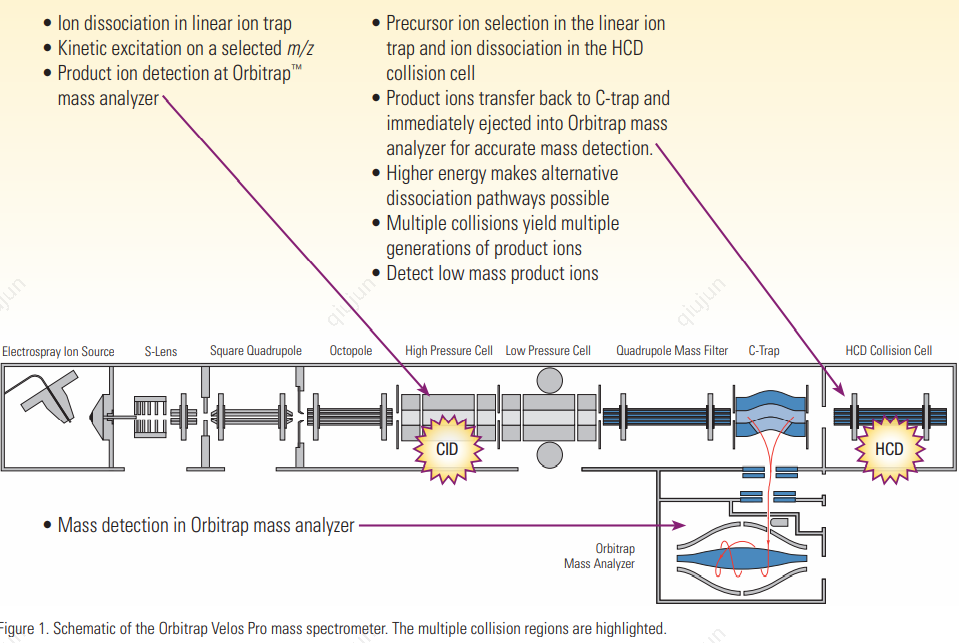 • Ion dissociation in linear ion trap
• Kinetic excitation on a selected m/z
• Product ion detection at Orbitrap™
mass analyzer
• Precursor ion selection in the linear ion
trap and ion dissociation in the HCD
collision cell
• Product ions transfer back to C-trap and
immediately ejected into Orbitrap mass
analyzer for accurate mass detection.
• Higher energy makes alternative
dissociation pathways possible
• Multiple collisions yield multiple
generations of product ions
• Detect low mass product ions
qiujun
qiujun
Electrospray Ion Source
S-Lens
Square Quadrupole
Octopole
High Pressure Cell
Low Pressure Cell
Quadrupole Mass Filter
C-Trap
HCD Collision Cell
CID
HCD
• Mass detection in Orbitrap mass analyzer
Orbitrap
Mass Analyzer
Figure 1. Schematic of the Orbitrap Velos Pro mass spectrometer. The multiple collision regions are highlighted.